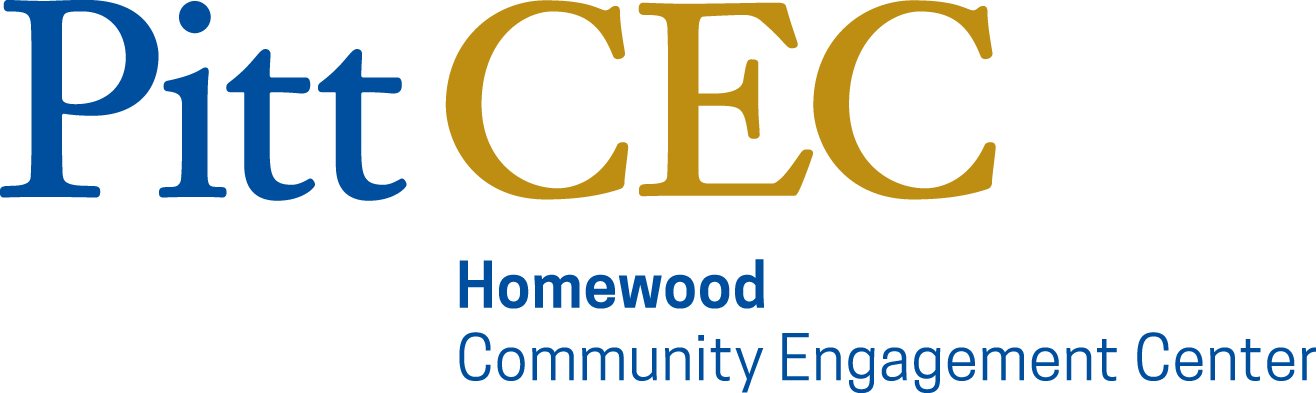 Pitt CEC
Homewood
Community Engagement Center